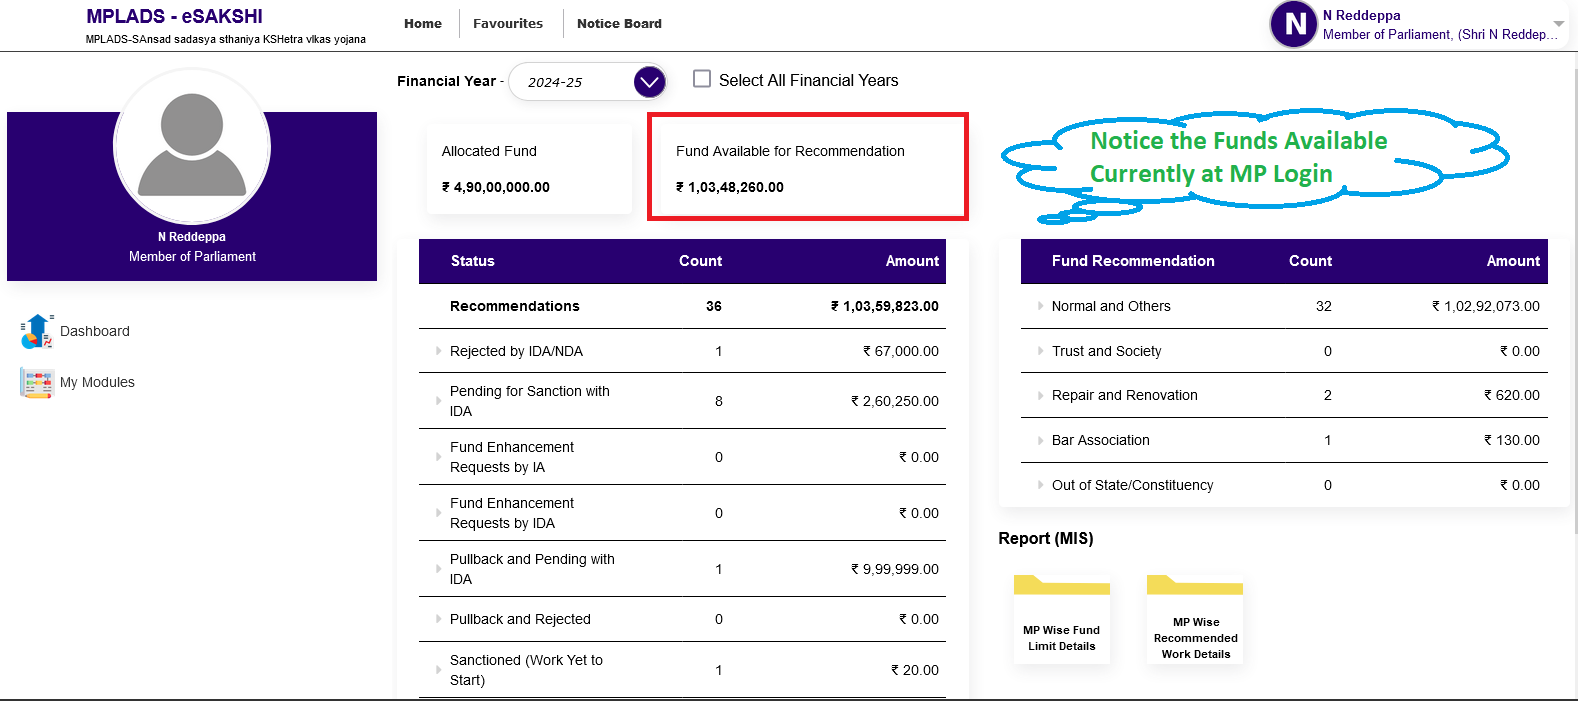 MPLADS - eSAKSHI
MPLADS-SAnsad sadasya sthaniya KSHetra vIkas yojana
Home
Favourites
Notice Board
N
N Reddeppa
Member of Parliament, (Shri N Reddep...
N Reddeppa
Member of Parliament
Dashboard
My Modules
Financial Year - 2024-25
Select All Financial Years
Allocated Fund
₹ 4,90,00,000.00
Fund Available for Recommendation
₹ 1,03,48,260.00
Notice the Funds Available
Currently at MP Login
Status Count Amount
Recommendations 36 ₹ 1,03,59,823.00
Rejected by IDA/NDA 1 ₹ 67,000.00
Pending for Sanction with
IDA 8 ₹ 2,60,250.00
Fund Enhancement
Requests by IA 0 ₹ 0.00
Fund Enhancement
Requests by IDA 0 ₹ 0.00
Pullback and Pending with
IDA 1 ₹ 9,99,999.00
Pullback and Rejected 0 ₹ 0.00
Sanctioned (Work Yet to
Start) 1 ₹ 20.00
Fund Recommendation Count Amount
Normal and Others 32 ₹ 1,02,92,073.00
Trust and Society 0 ₹ 0.00
Repair and Renovation 2 ₹ 620.00
Bar Association 1 ₹ 130.00
Out of State/Constituency 0 ₹ 0.00
Report (MIS)
MP Wise Fund
Limit Details
MP Wise
Recommended
Work Details